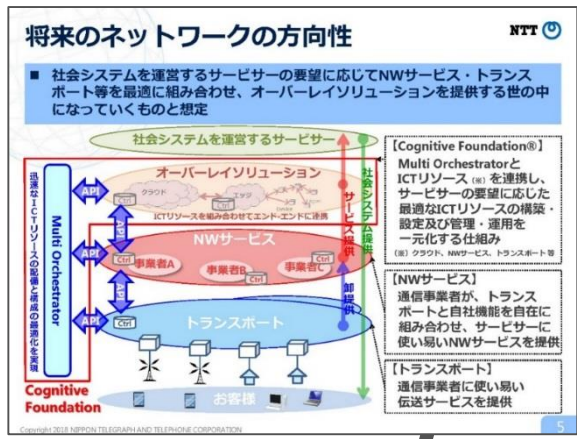 将来のネットワークの方向性
NTT
■ 社会システムを運営するサービサーの要望に応じてNWサービス・トランス
ポート等を最適に組み合わせ、オーバーレイソリューションを提供する世の中
になっていくものと想定
社会システムを運営するサービサー
オーバーレイソリューション
クラウド
エッジ
Ctrl
ICTリソースを組み合わせてエンド・エンドに連携
API
API
NWサービス
Ctrl
事業者A
事業者B
Ctrl
事業者C
Ctrl
API
API
API
Ctrl
トランスポート
お客様
迅速なICTリソースの配備と構成の最適化を実現
Multi Orchestrator
Cognitive
Foundation
サービス提供
卸提供
社会システム提供
【Cognitive Foundation®】
Multi Orchestratorと
ICTリソース(※)を連携し、
サービサーの要望に応じた
最適なICTリソースの構築・
設定及び管理・運用を
一元化する仕組み
(※)クラウド、NWサービス、トランスポート等
【NWサービス】
通信事業者が、トランス
ポートと自社機能を自在に
組み合わせ、サービサーに
使い易いNWサービスを提供
【トランスポート】
通信事業者に使い易い
伝送サービスを提供
Copyright 2018 NIPPON TELEGRAPH AND TELEPHONE CORPORATION
5